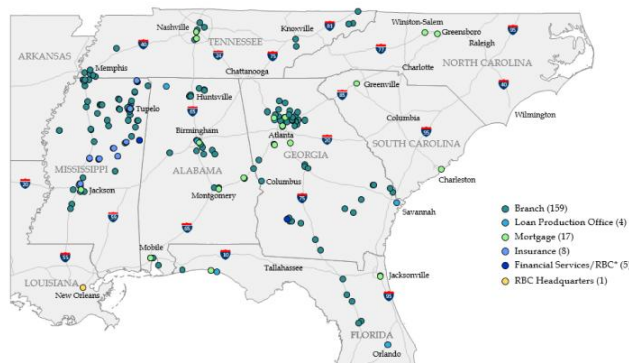 Nashville
Knoxville
81
Winston-Salem
Greensboro
TENNESSEE
40
Raleigh
ARKANSAS
Memphis
Chattanooga
Charlotte
NORTH CAROLINA
Greenville
Huntsville
Tupelo
Wilmington
Columbia
Birmingham
Atlanta
SOUTH CAROLINA
GEORGIA
MISSISSIPPI
ALABAMA
Columbus
Charleston
Jackson
Montgomery
Savannah
Branch (159)
Loan Production Office (4)
Mobile
Mortgage (17)
Insurance (8)
Tallahassee
Jacksonville
Financial Services/RBC* (5)
LOUISIANA
New Orleans
RBC Headquarters (1)
FLORIDA
Orlando